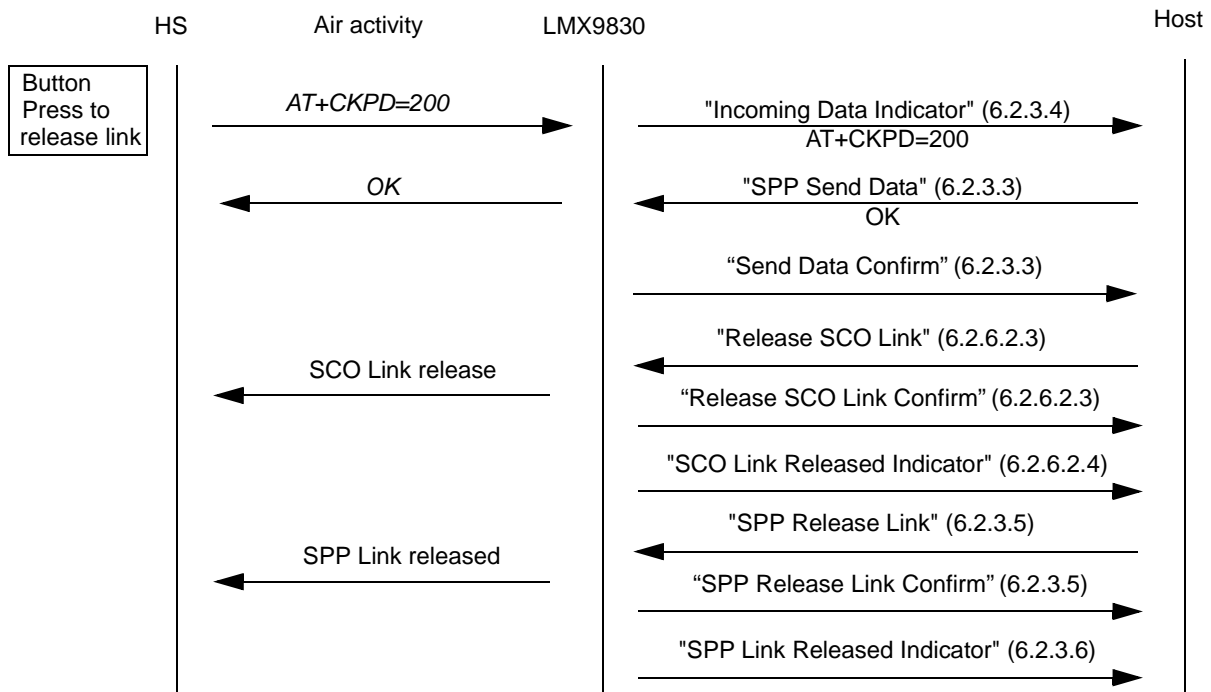 HS Air activity LMX9830 Host
Button
Press to
release link
AT+CKPD=200
"Incoming Data Indicator" (6.2.3.4)
AT+CKPD=200
OK
"SPP Send Data" (6.2.3.3)
OK
“Send Data Confirm” (6.2.3.3)
"Release SCO Link" (6.2.6.2.3)
SCO Link release
“Release SCO Link Confirm” (6.2.6.2.3)
"SCO Link Released Indicator" (6.2.6.2.4)
"SPP Release Link" (6.2.3.5)
SPP Link released
“SPP Release Link Confirm” (6.2.3.5)
"SPP Link Released Indicator" (6.2.3.6)